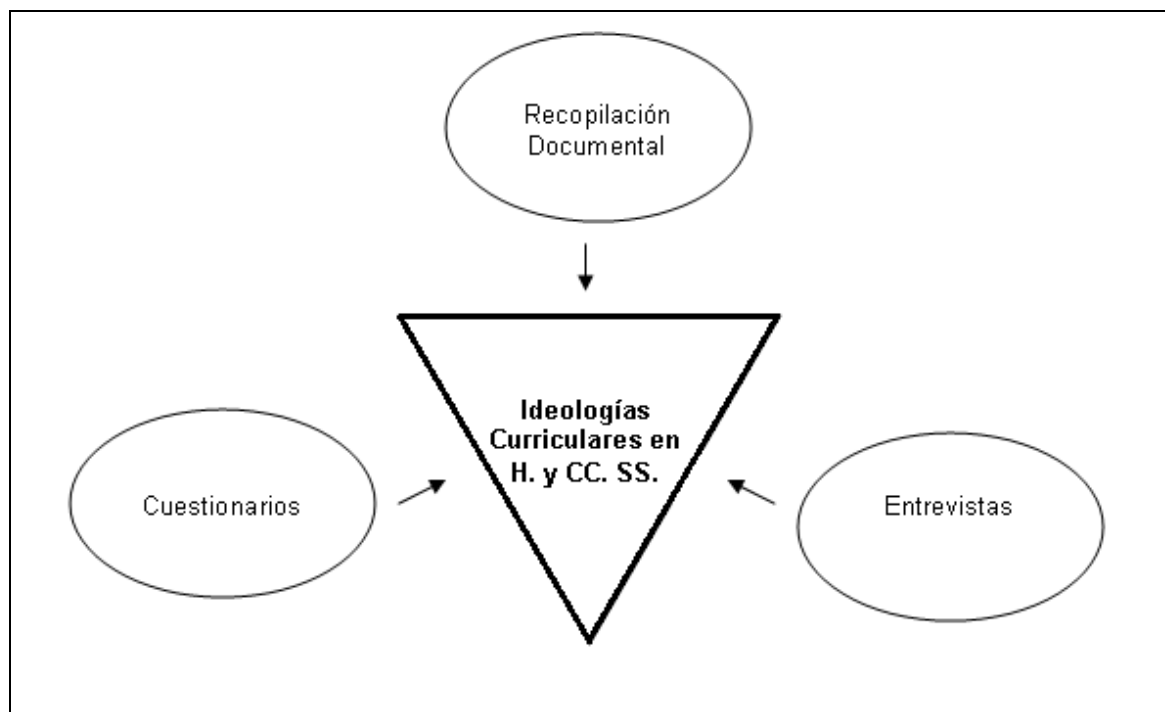 Recopilación
Documental
Ideologías
Curriculares en
H. y CC. SS.
Cuestionarios
Entrevistas